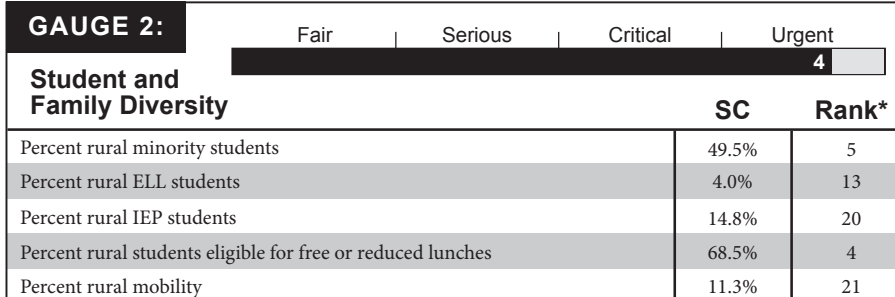 GAUGE 2:
Fair Serious Critical Urgent
4
Student and
Family Diversity
SC Rank*
Percent rural minority students 49.5% 5
Percent rural ELL students 4.0% 13
Percent rural IEP students 14.8% 20
Percent rural students eligible for free or reduced lunches 68.5% 4
Percent rural mobility 11.3% 21